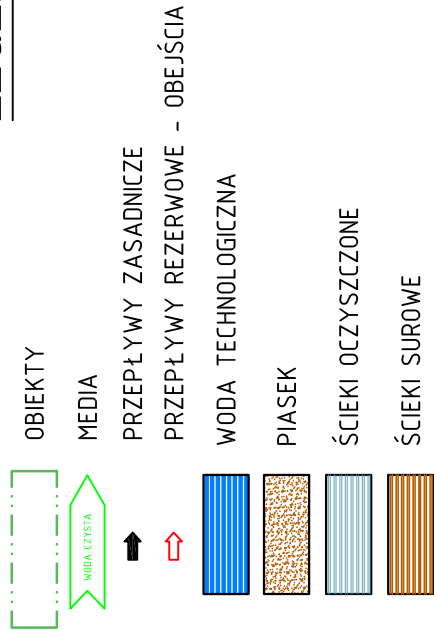 OBIEKTY
MEDIA
WODA CZYSTA
PRZEPŁYWY ZASADNICZE
PRZEPŁYWY REZERWOWE - OBEJŚCIA
WODA TECHNOLOGICZNA
PIASEK
ŚCIEKI OCZYSZCZONE
ŚCIEKI SUROWE